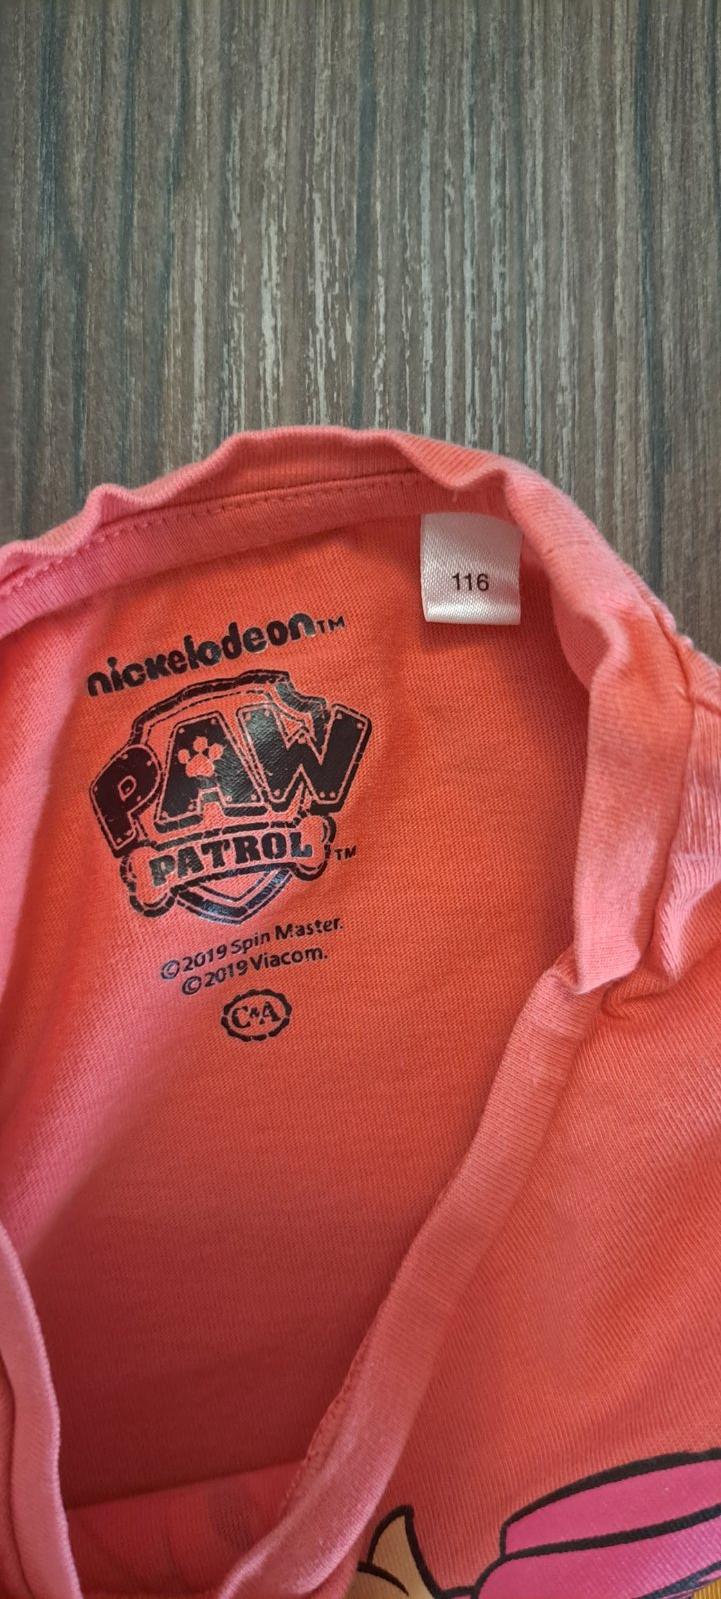 116
nickelodeon™
PAW
PATROL™
©2019 Spin Master.
©2019 Viacom.
C&A